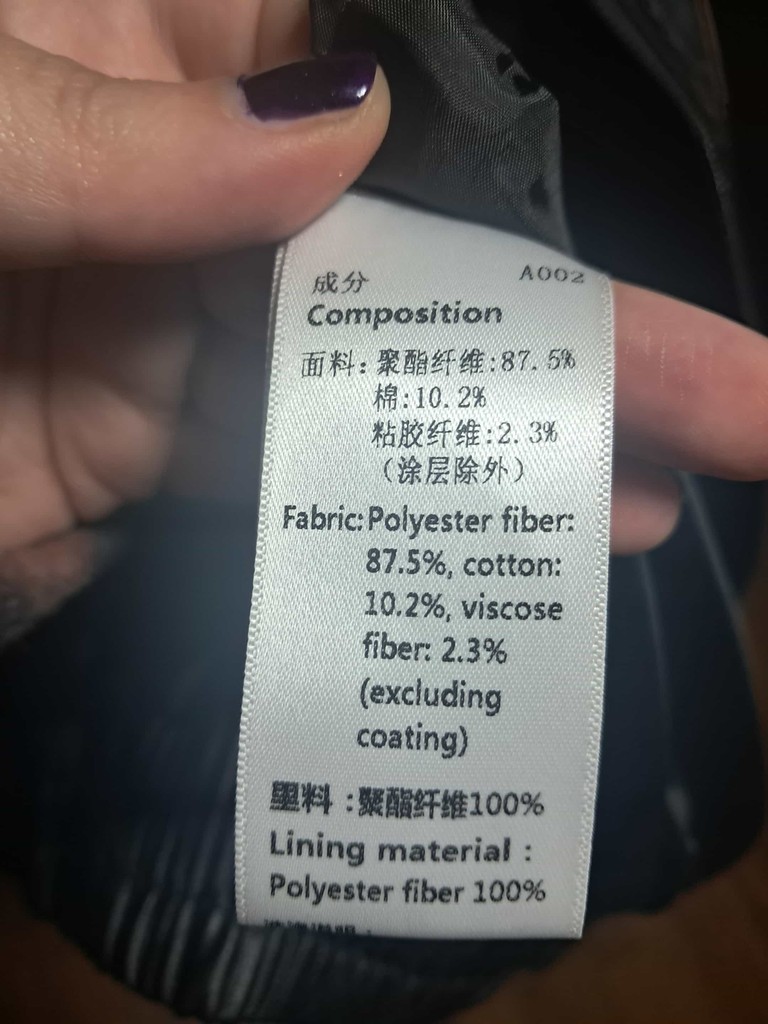 成分 A002
Composition
面料:聚酯纤维:87.5%
棉:10.2%
粘胶纤维:2.3%
(涂层除外)
Fabric:Polyester fiber:
87.5%, cotton:
10.2%, viscose
fiber: 2.3%
(excluding
coating)
里料:聚酯纤维100%
Lining material :
Polyester fiber 100%